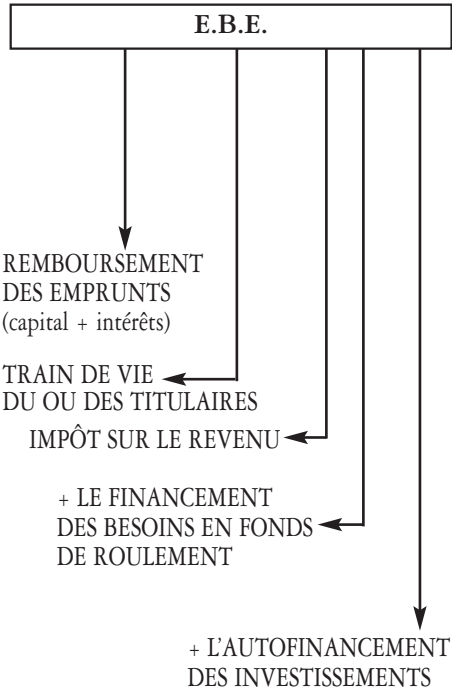 E.B.E.
REMBOURSEMENT
DES EMPRUNTS
(capital + intérêts)
TRAIN DE VIE
DU OU DES TITULAIRES
IMPÔT SUR LE REVENU
+ LE FINANCEMENT
DES BESOINS EN FONDS
DE ROULEMENT
+ L'AUTOFINANCEMENT
DES INVESTISSEMENTS